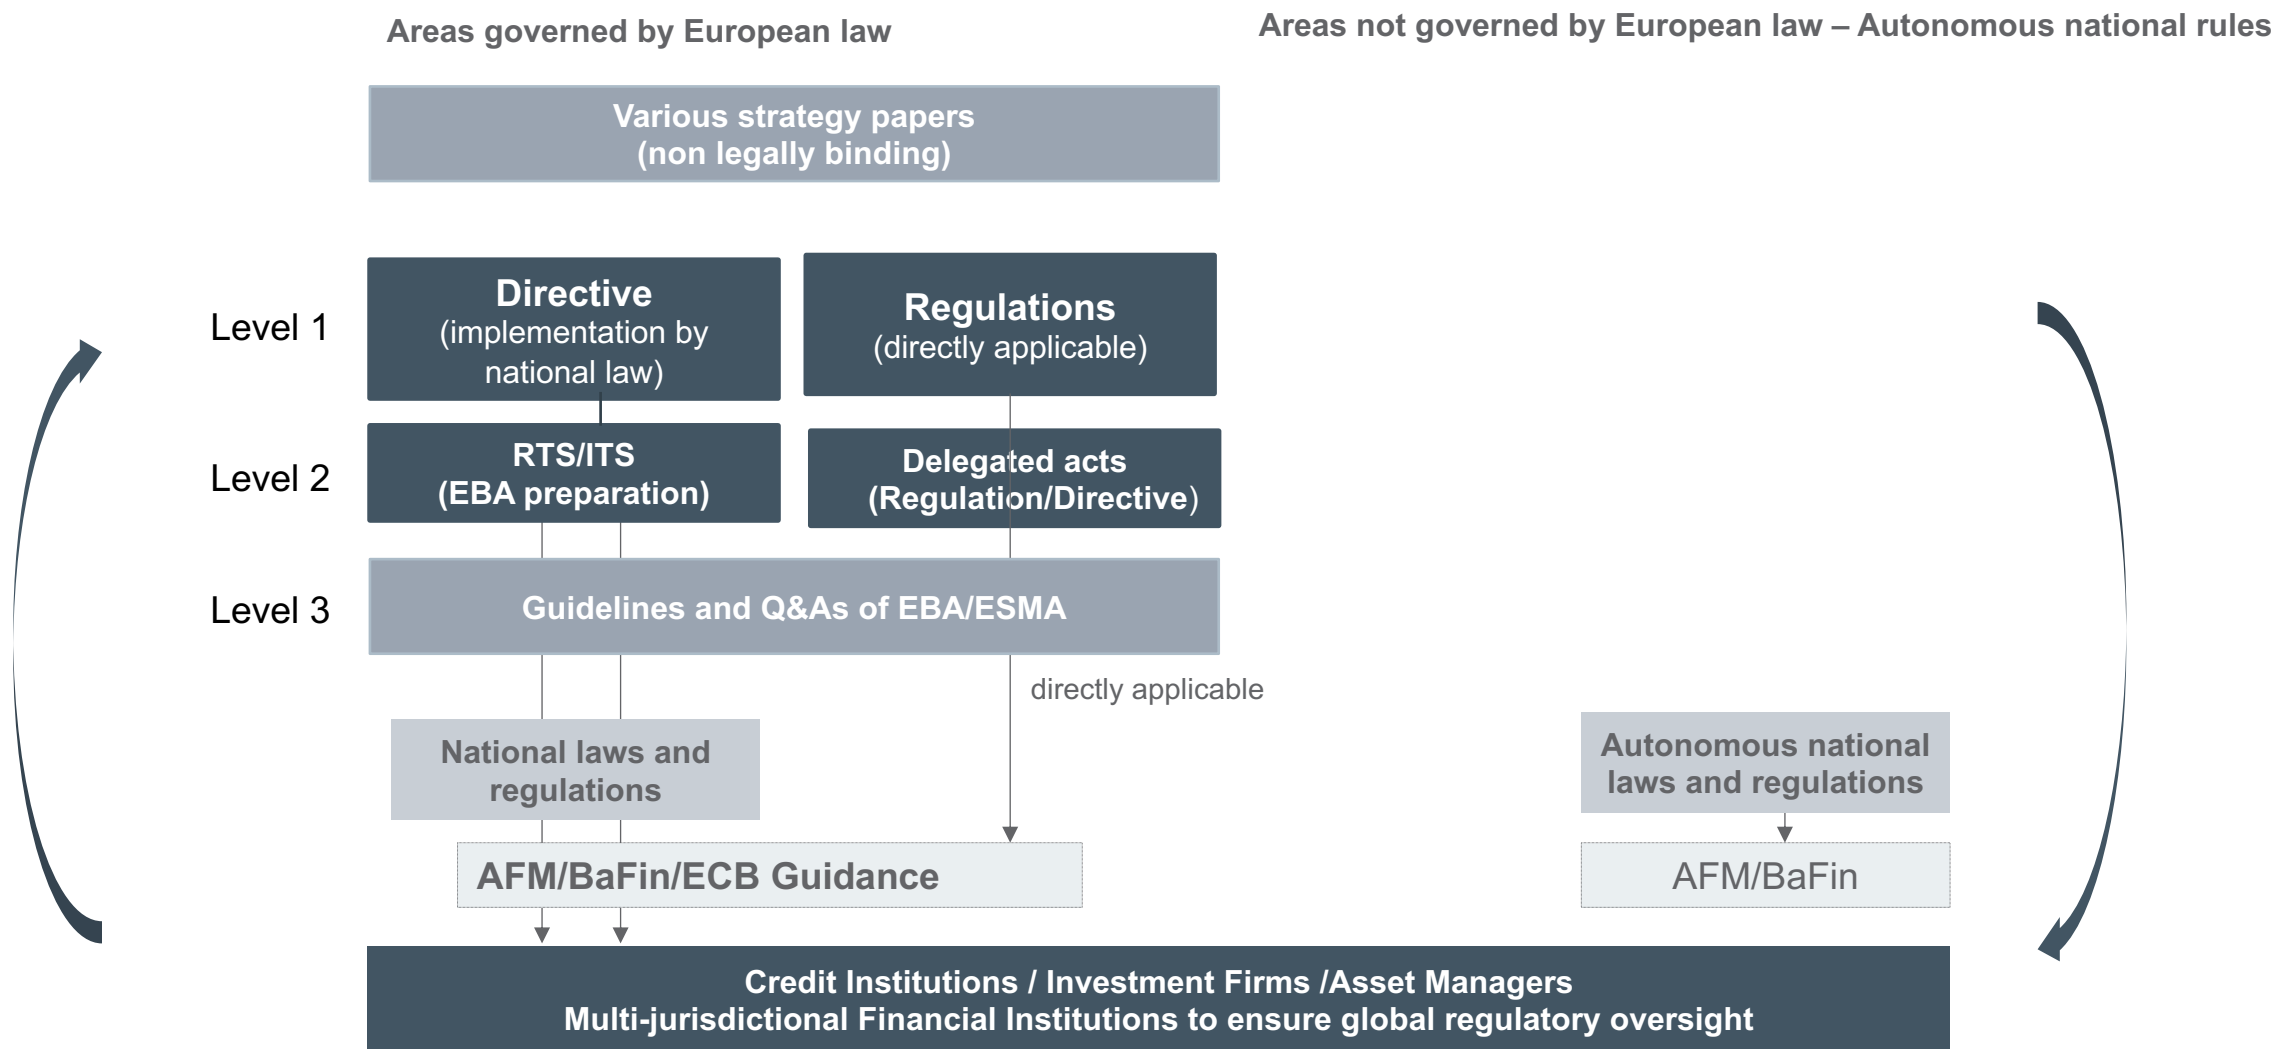 Areas governed by European law
Areas not governed by European law – Autonomous national rules
Various strategy papers
(non legally binding)
Level 1
Directive
(implementation by
national law)
Regulations
(directly applicable)
Level 2
RTS/ITS
(EBA preparation)
Delegated acts
(Regulation/Directive)
Level 3
Guidelines and Q&As of EBA/ESMA
directly applicable
National laws and
regulations
Autonomous national
laws and regulations
AFM/BaFin/ECB Guidance
AFM/BaFin
Credit Institutions / Investment Firms /Asset Managers
Multi-jurisdictional Financial Institutions to ensure global regulatory oversight